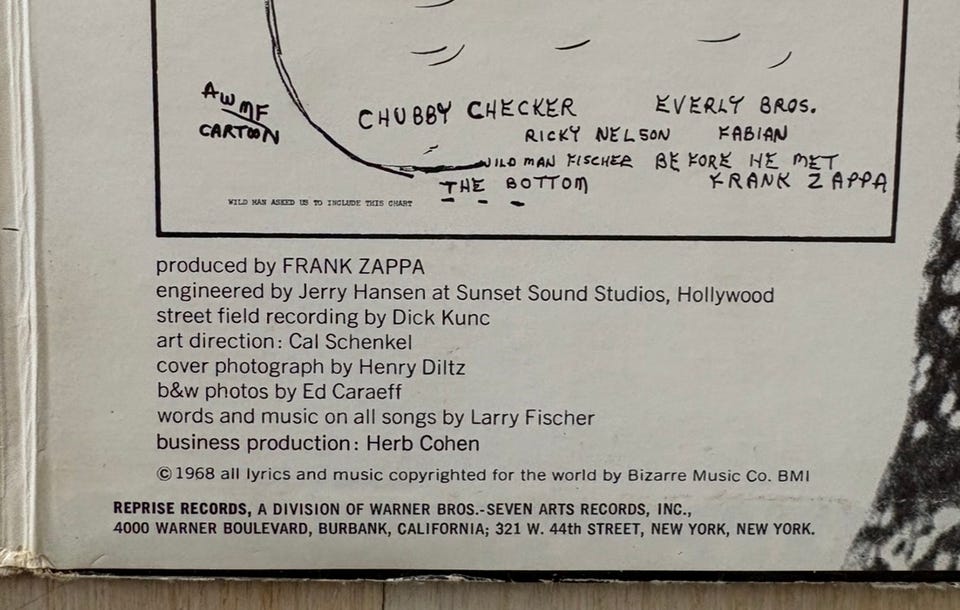 AWMF
CARTOON
CHUBBY CHECKER EVERLY BROS.
RICKY NELSON FABIAN
WILD MAN FISCHER BEFORE HE MET
THE BOTTOM FRANK ZAPPA
WILD MAN ASKED US TO INCLUDE THIS CHART
produced by FRANK ZAPPA
engineered by Jerry Hansen at Sunset Sound Studios, Hollywood
street field recording by Dick Kunc
art direction: Cal Schenkel
cover photograph by Henry Diltz
b&w photos by Ed Caraeff
words and music on all songs by Larry Fischer
business production: Herb Cohen
©1968 all lyrics and music copyrighted for the world by Bizarre Music Co. BMI
REPRISE RECORDS, A DIVISION OF WARNER BROS.-SEVEN ARTS RECORDS, INC.,
4000 WARNER BOULEVARD, BURBANK, CALIFORNIA; 321 W. 44th STREET, NEW YORK, NEW YORK.